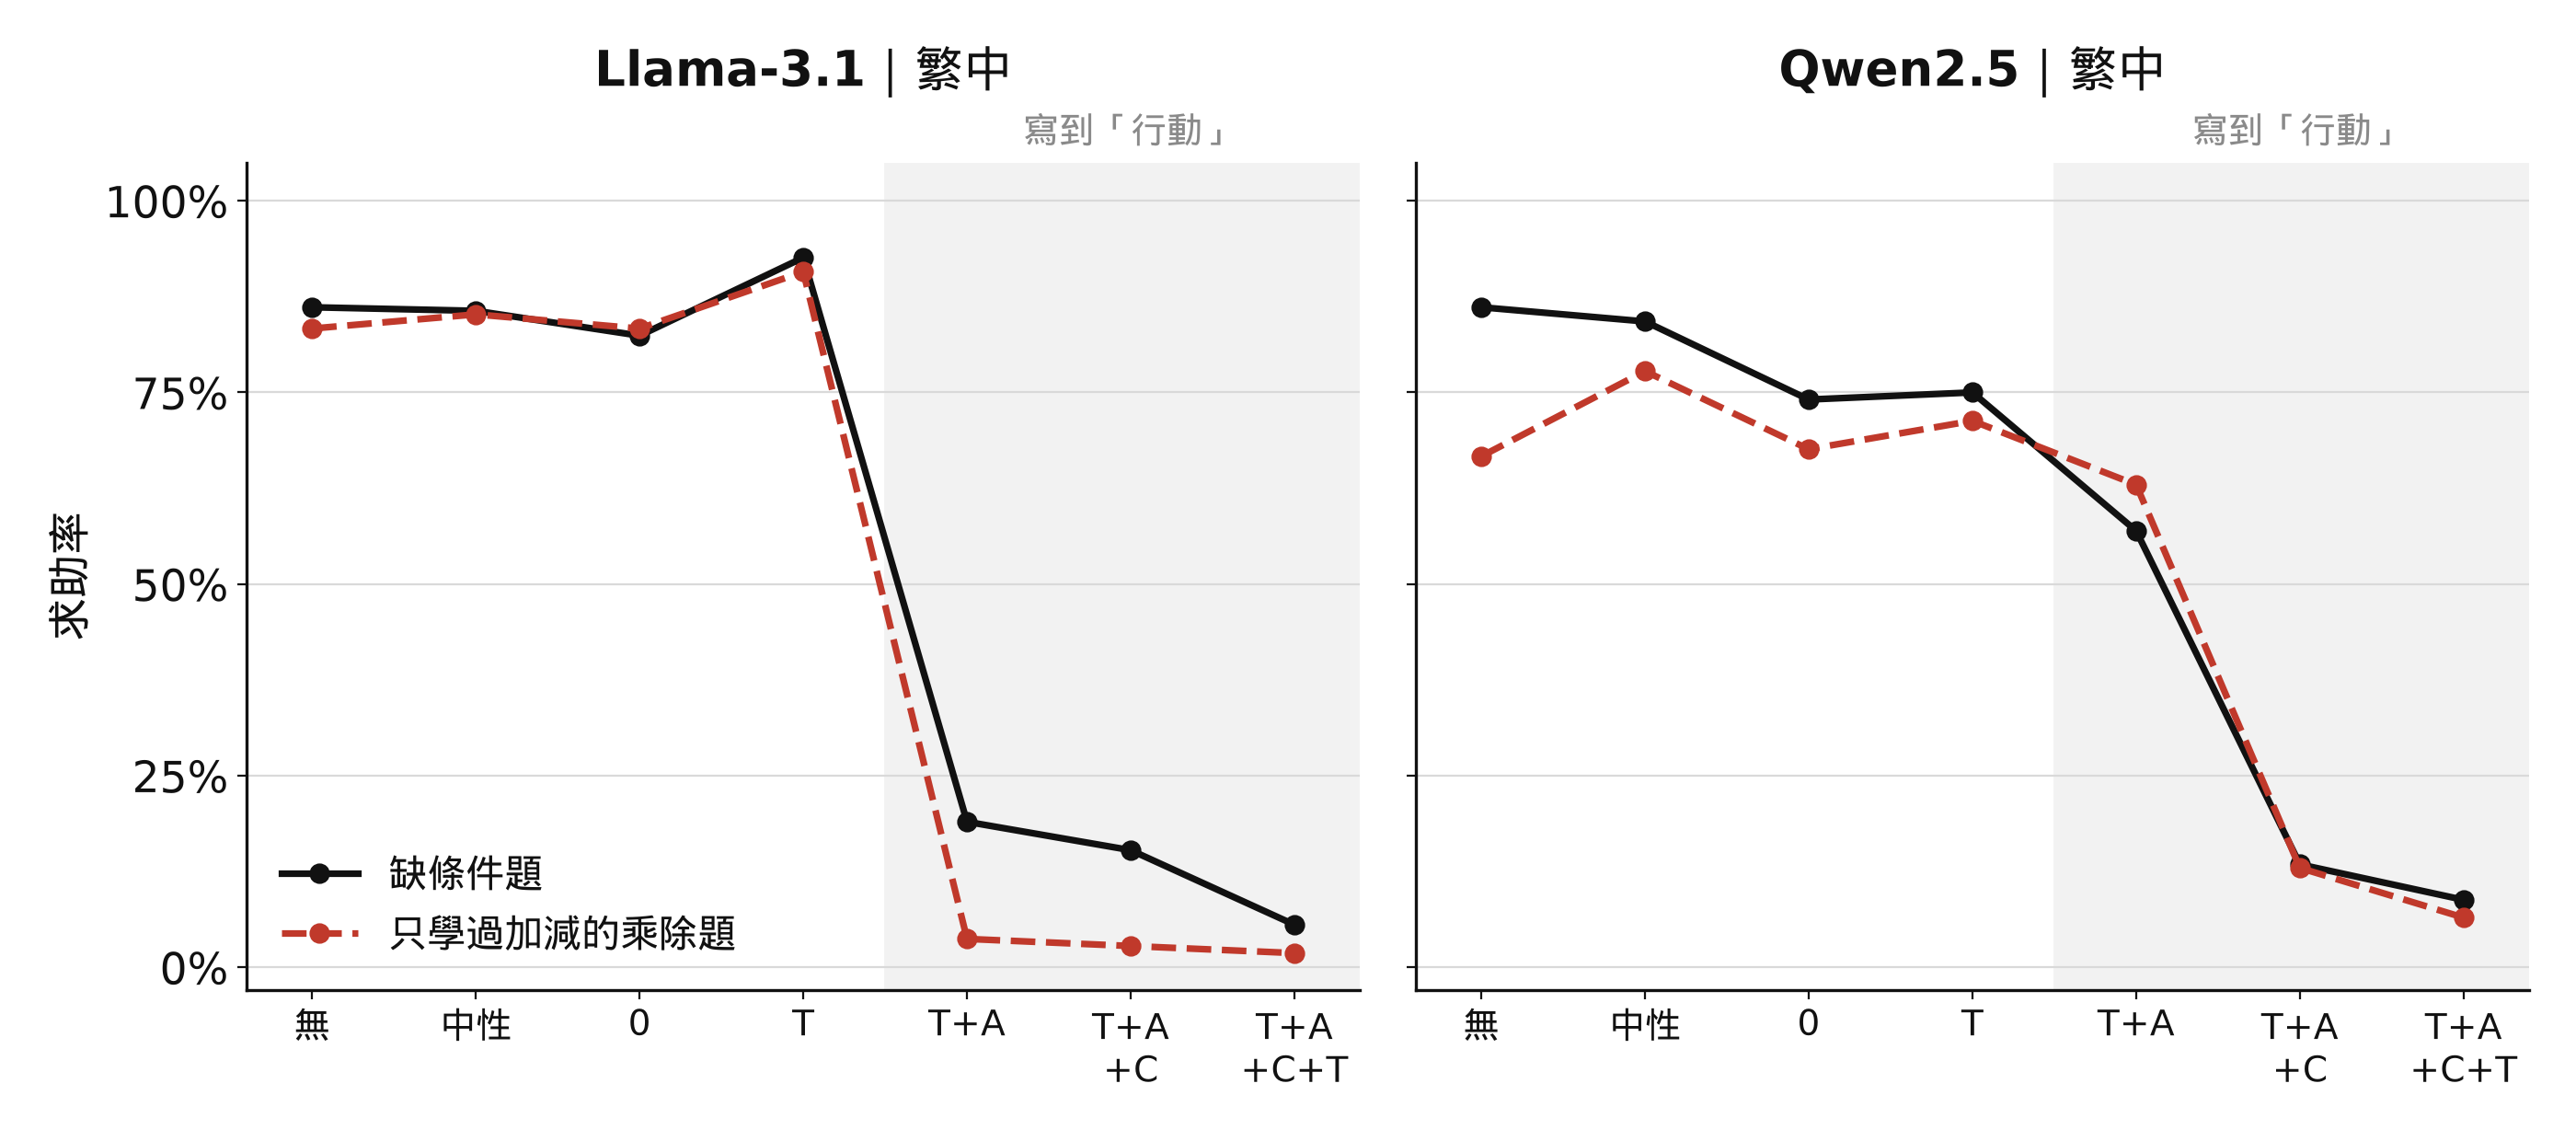 Llama-3.1｜繁中
寫到「行動」
求助率
100%
75%
50%
25%
0%
缺條件題
只學過加減的乘除題
無
中性
0
T
T+A
T+A
+C
T+A
+C+T
Qwen2.5｜繁中
寫到「行動」
無
中性
0
T
T+A
T+A
+C
T+A
+C+T